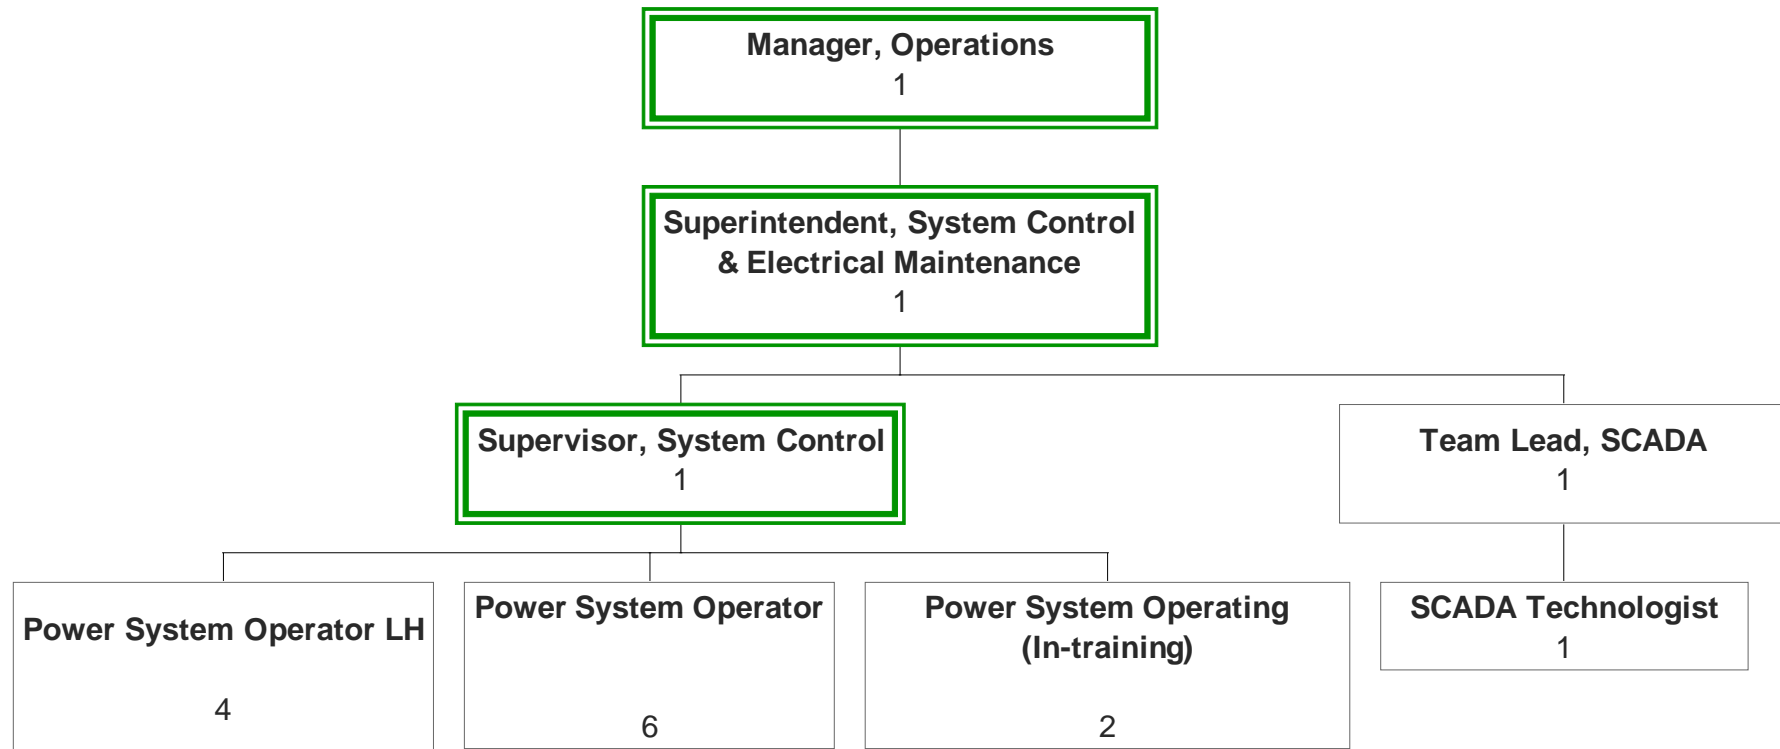 Manager, Operations
1
Superintendent, System Control
& Electrical Maintenance
1
Supervisor, System Control
1
Team Lead, SCADA
1
Power System Operator LH
4
Power System Operator
6
Power System Operating
(In-training)
2
SCADA Technologist
1